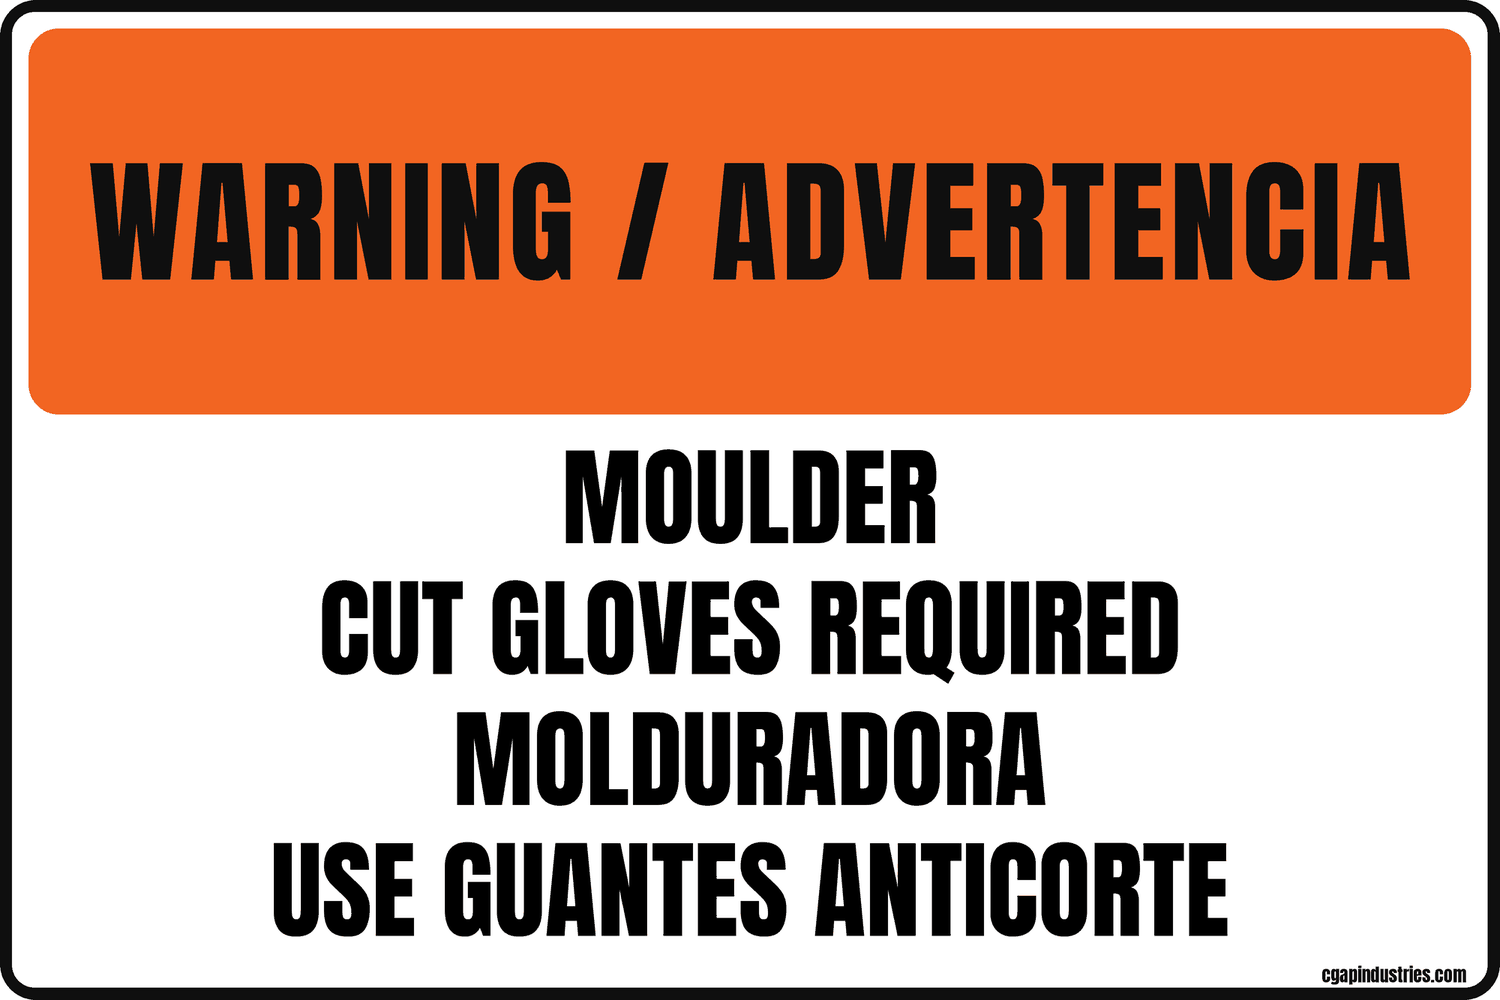 WARNING / ADVERTENCIA
MOULDER
CUT GLOVES REQUIRED
MOLDURADORA
USE GUANTES ANTICORTE
cgapindustries.com